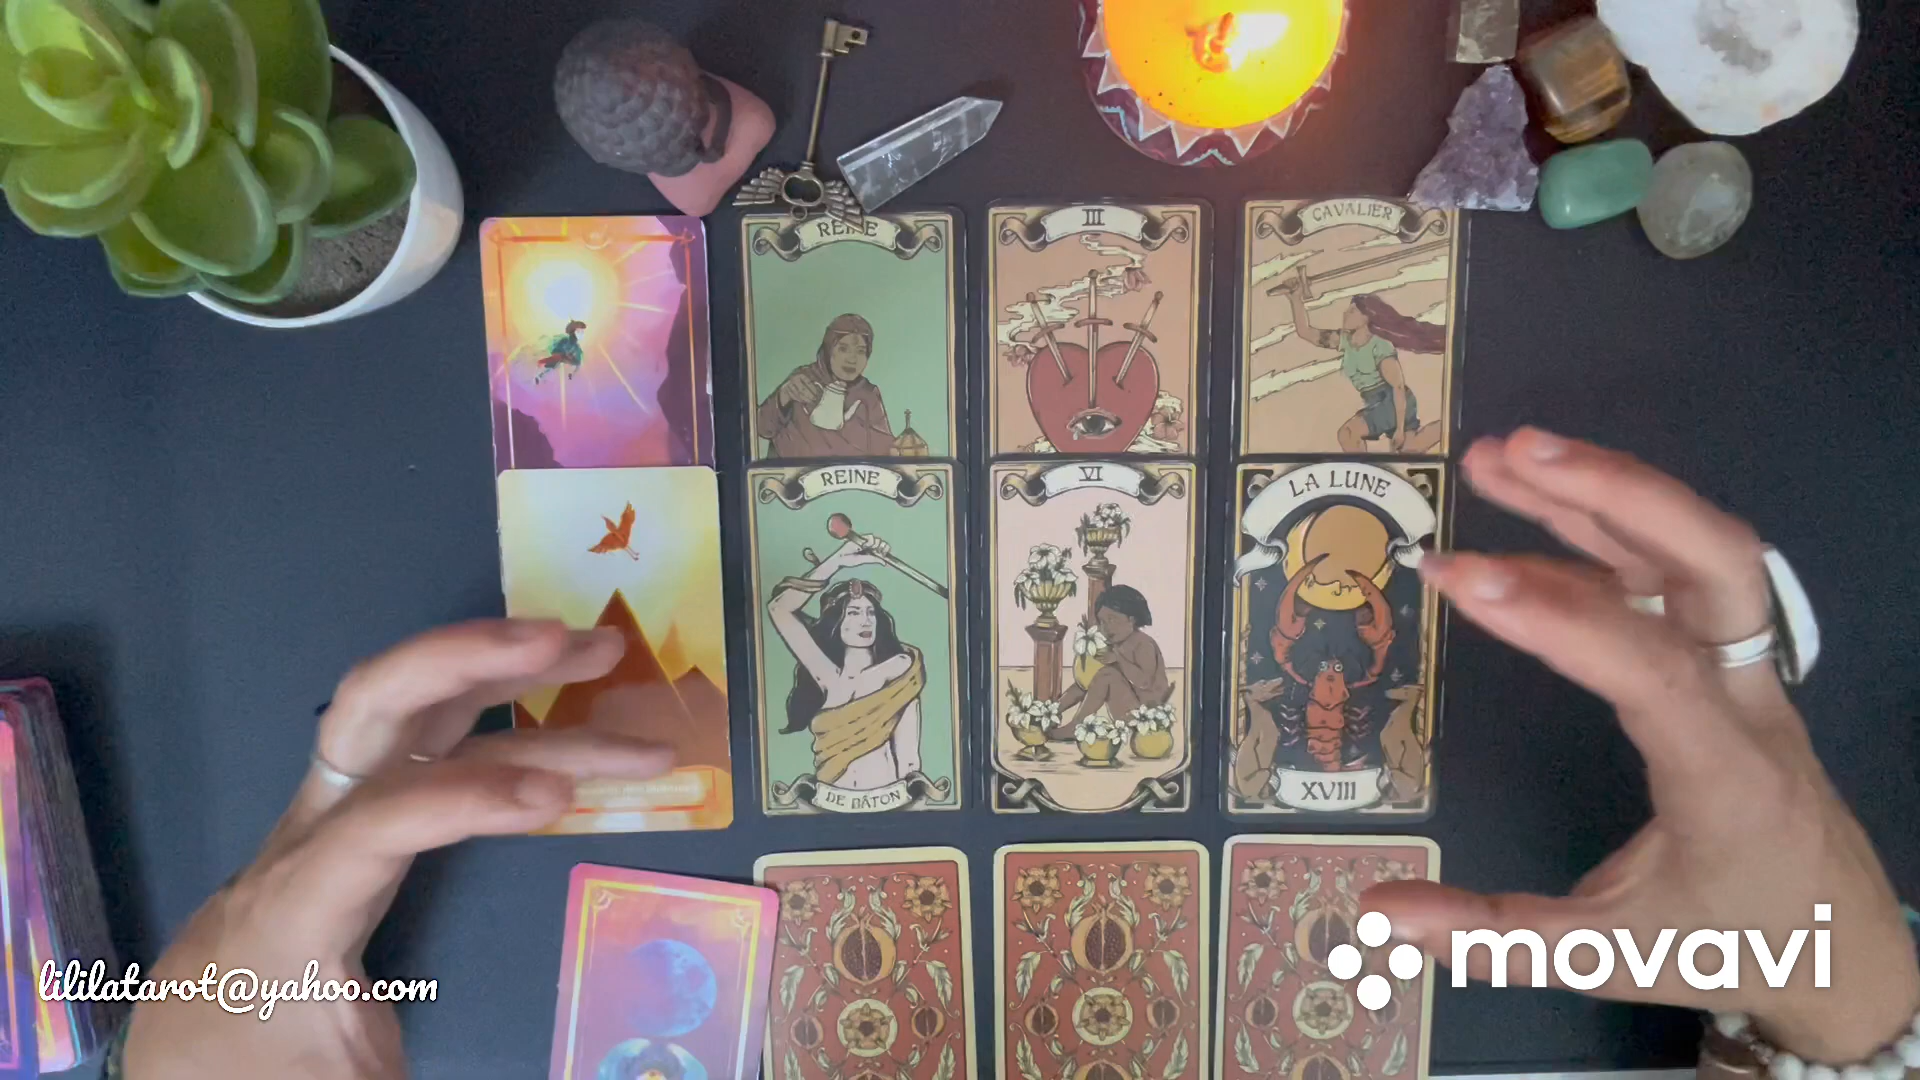 REINE
III
CAVALIER
REINE
VI
LA LUNE
DE BÂTON
XVIII
lililatarot@yahoo.com
movavi